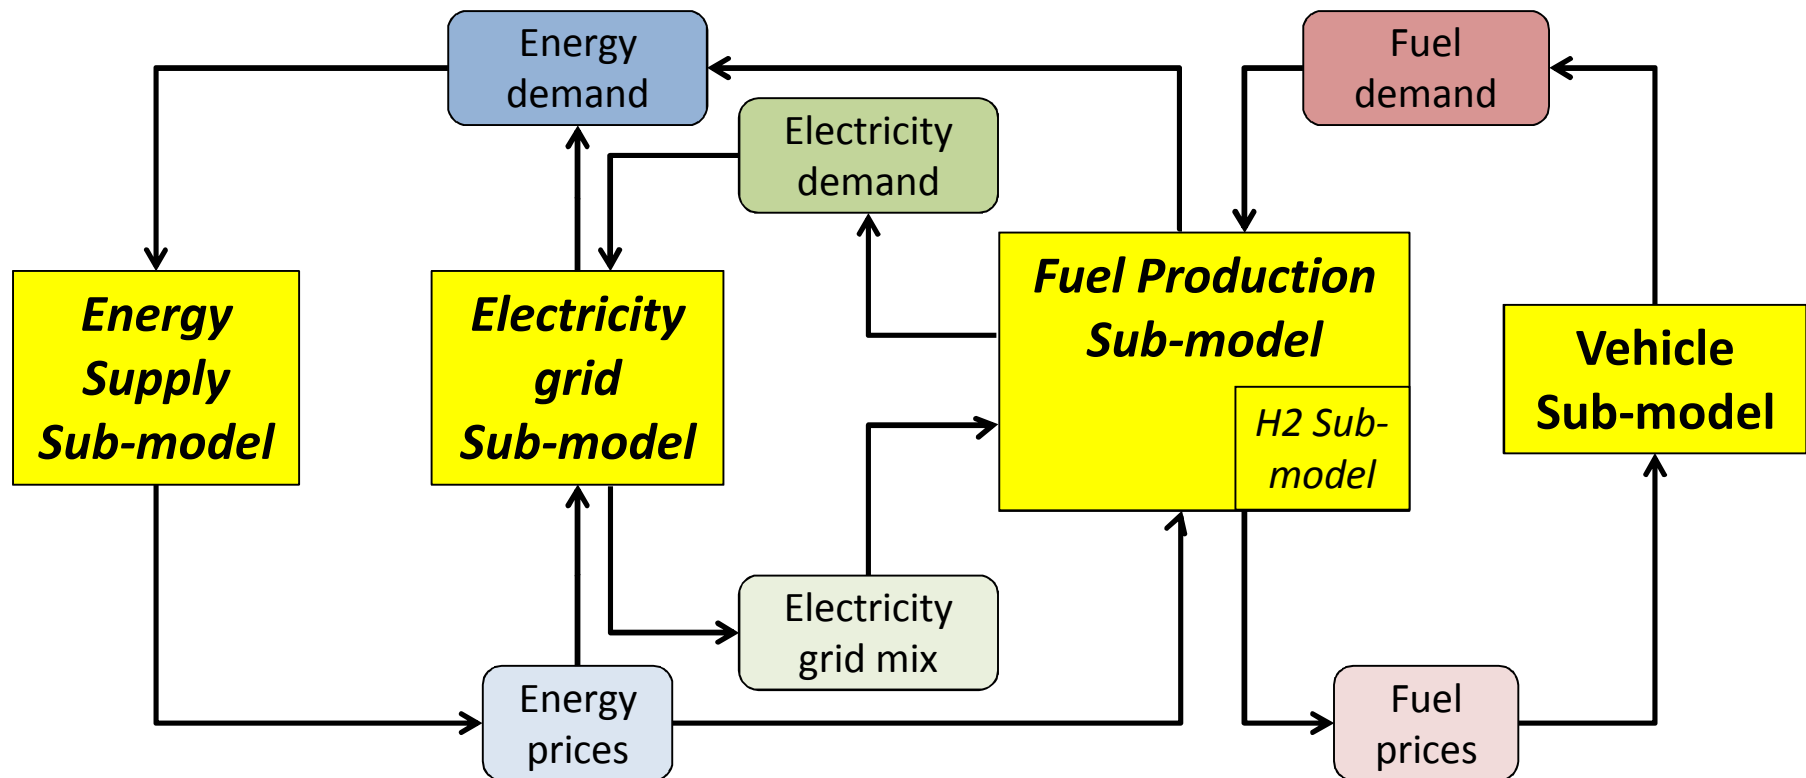 Energy
demand
Fuel
demand
Electricity
demand
Energy
Supply
Sub-model
Electricity
grid
Sub-model
Fuel Production
Sub-model
H2 Sub-
model
Vehicle
Sub-model
Electricity
grid mix
Energy
prices
Fuel
prices